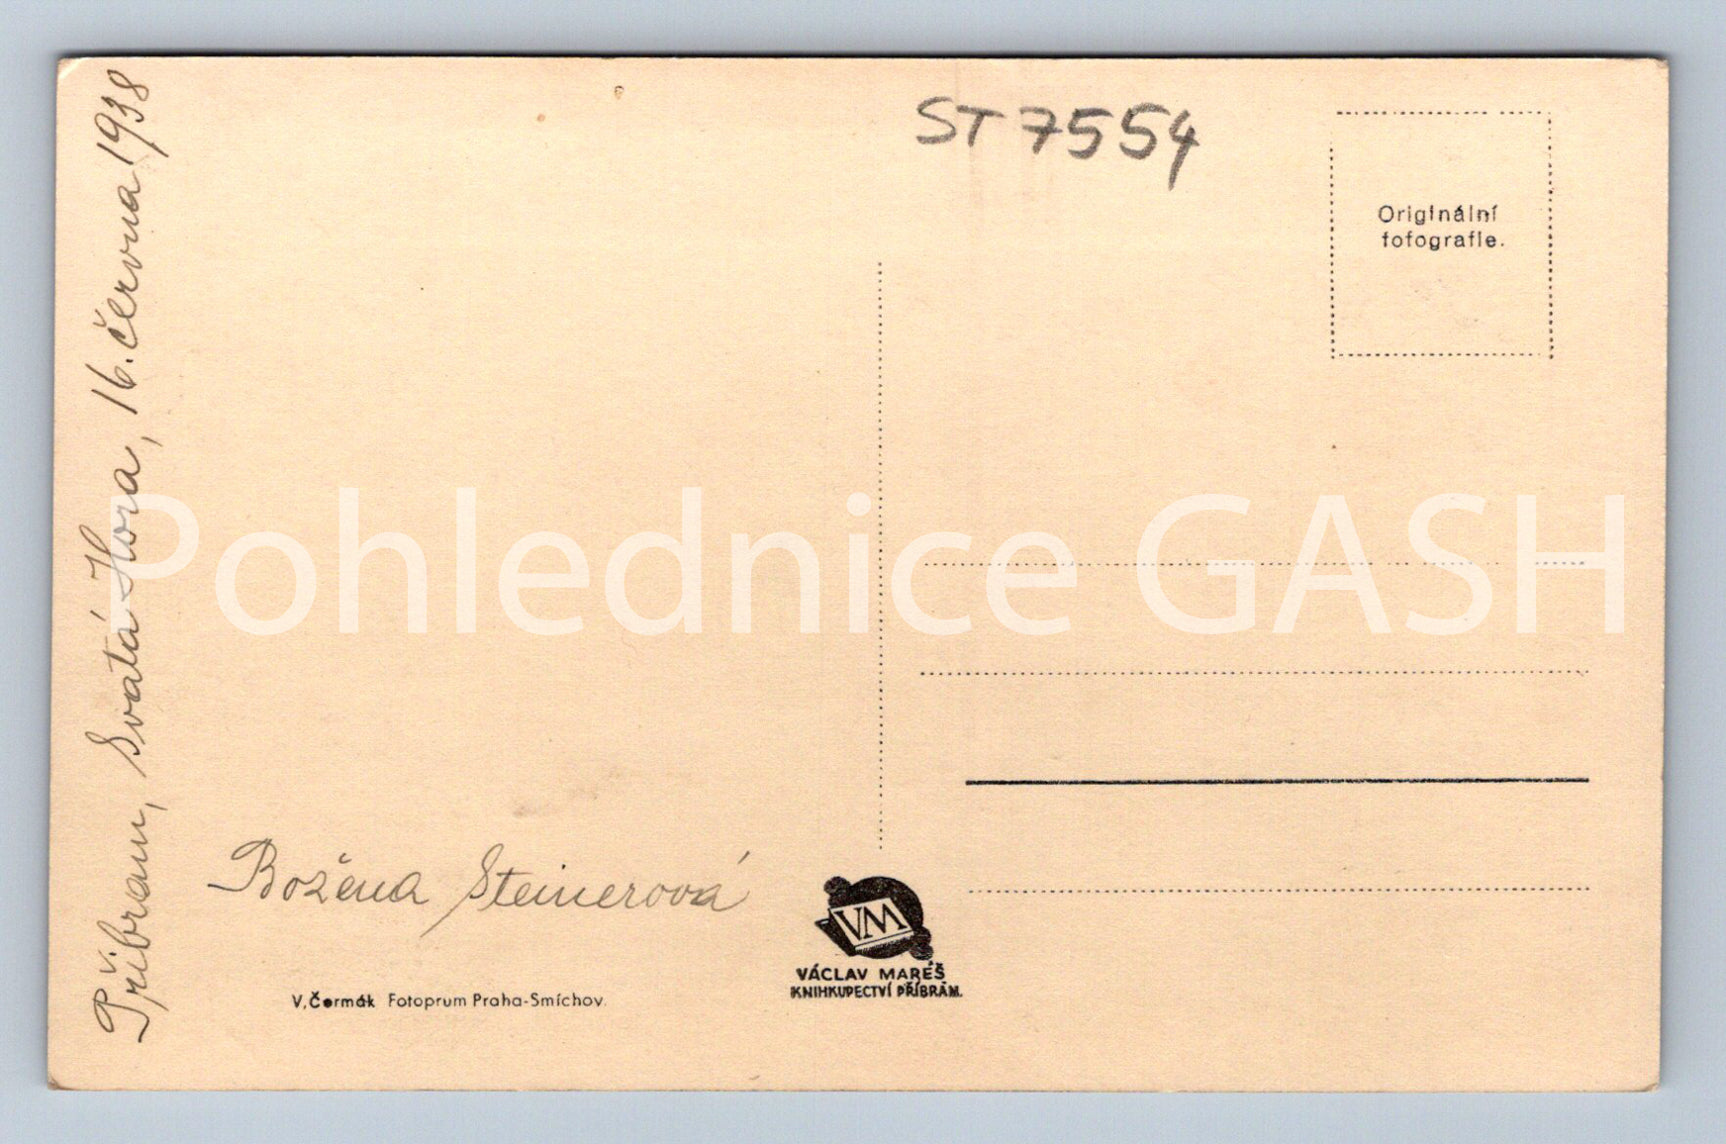 Příbram, Svatá Hora, 16. června 1938
ST 7554
Originální
fofografie.
Pohlednice GASH
Božena Steinerová
VM
VÁCLAV MAREŠ
KNIHKUPECTVÍ PŘÍBRAM.
V. Čermák Fotoprum Praha-Smíchov.